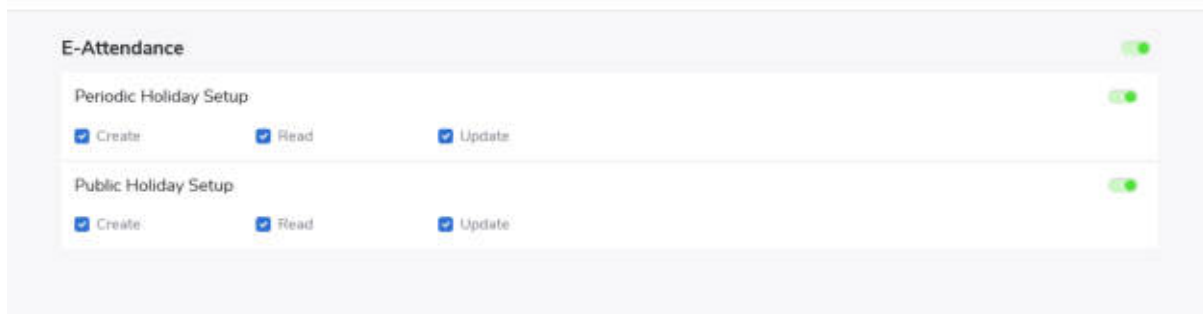 E-Attendance
Periodic Holiday Setup
Create Read Update
Public Holiday Setup
Create Read Update